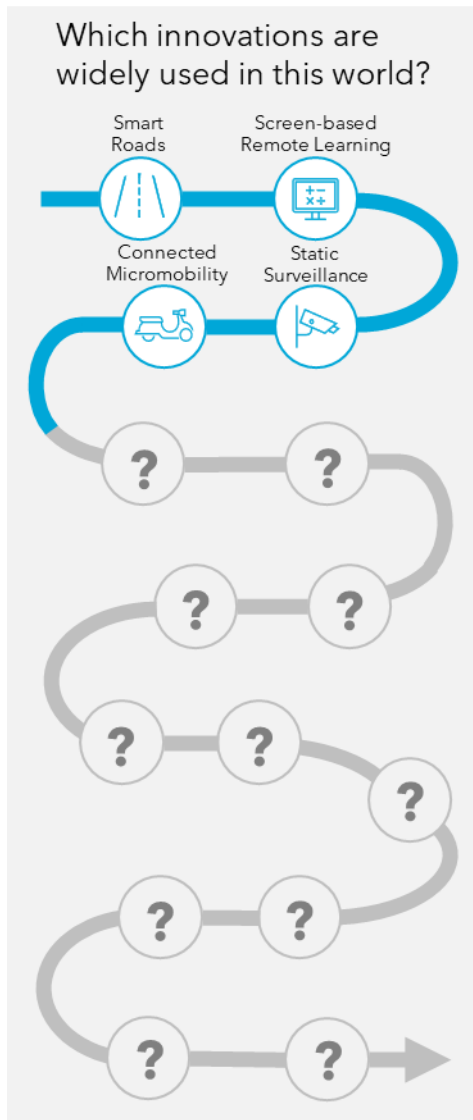 Which innovations are
widely used in this world?
Smart
Roads
Screen-based
Remote Learning
+-
×+
Connected
Micromobility
Static
Surveillance
?
?
?
?
?
?
?
?
?
?
?